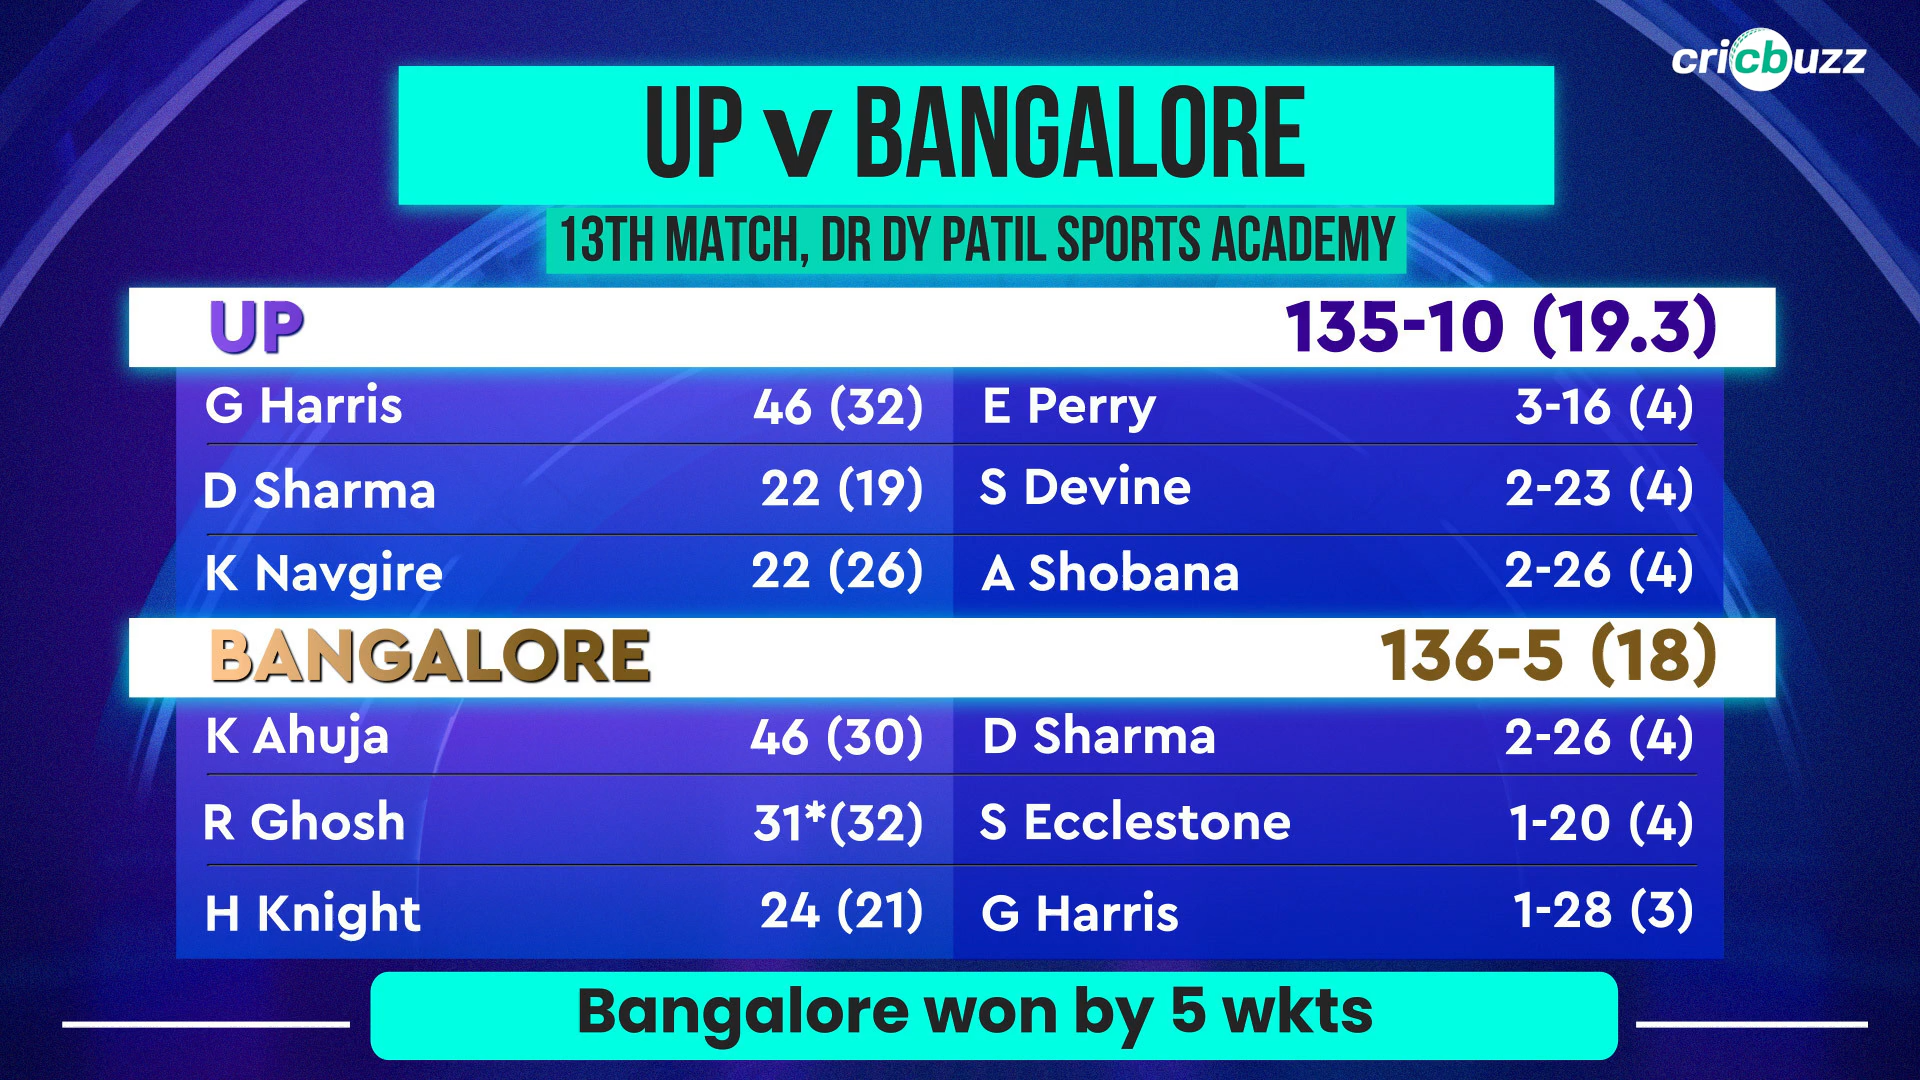 cricbuzz
UP v BANGALORE
13TH MATCH, DR DY PATIL SPORTS ACADEMY
UP 135-10 (19.3)
G Harris 46 (32) E Perry 3-16 (4)
D Sharma 22 (19) S Devine 2-23 (4)
K Navgire 22 (26) A Shobana 2-26 (4)
BANGALORE 136-5 (18)
K Ahuja 46 (30) D Sharma 2-26 (4)
R Ghosh 31*(32) S Ecclestone 1-20 (4)
H Knight 24 (21) G Harris 1-28 (3)
Bangalore won by 5 wkts